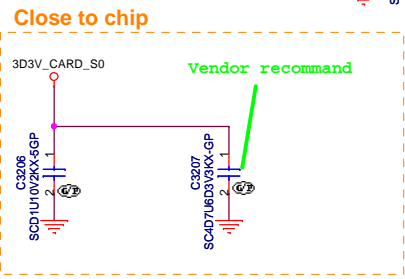 Close to chip
3D3V_CARD_S0
Vendor recommand
C3206
SCD1U10V2KX-5GP
1
2
G/P
C3207
SC4D7U6D3V3KX-GP
1
2
G/P